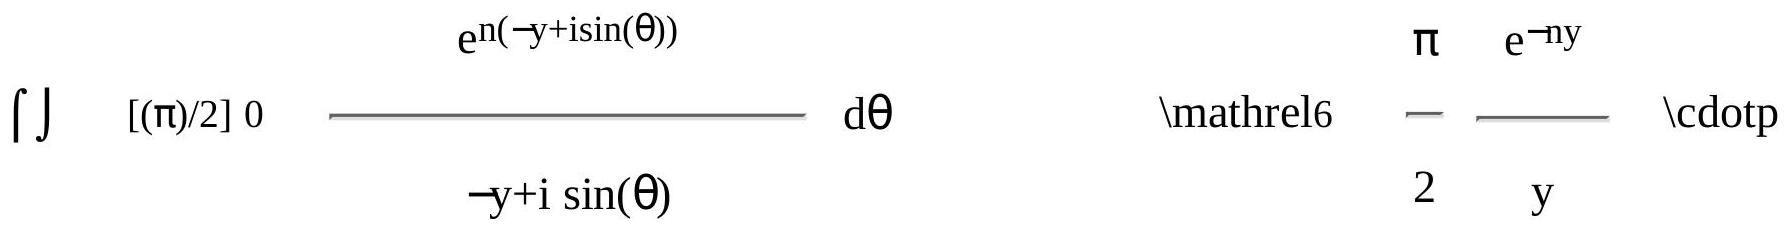 e^{n(−y+isin(θ))} π e^{−ny}
⌠⌡ [(π)/2] 0 dθ \mathrel6 \cdotp
−y+i sin(θ) 2 y